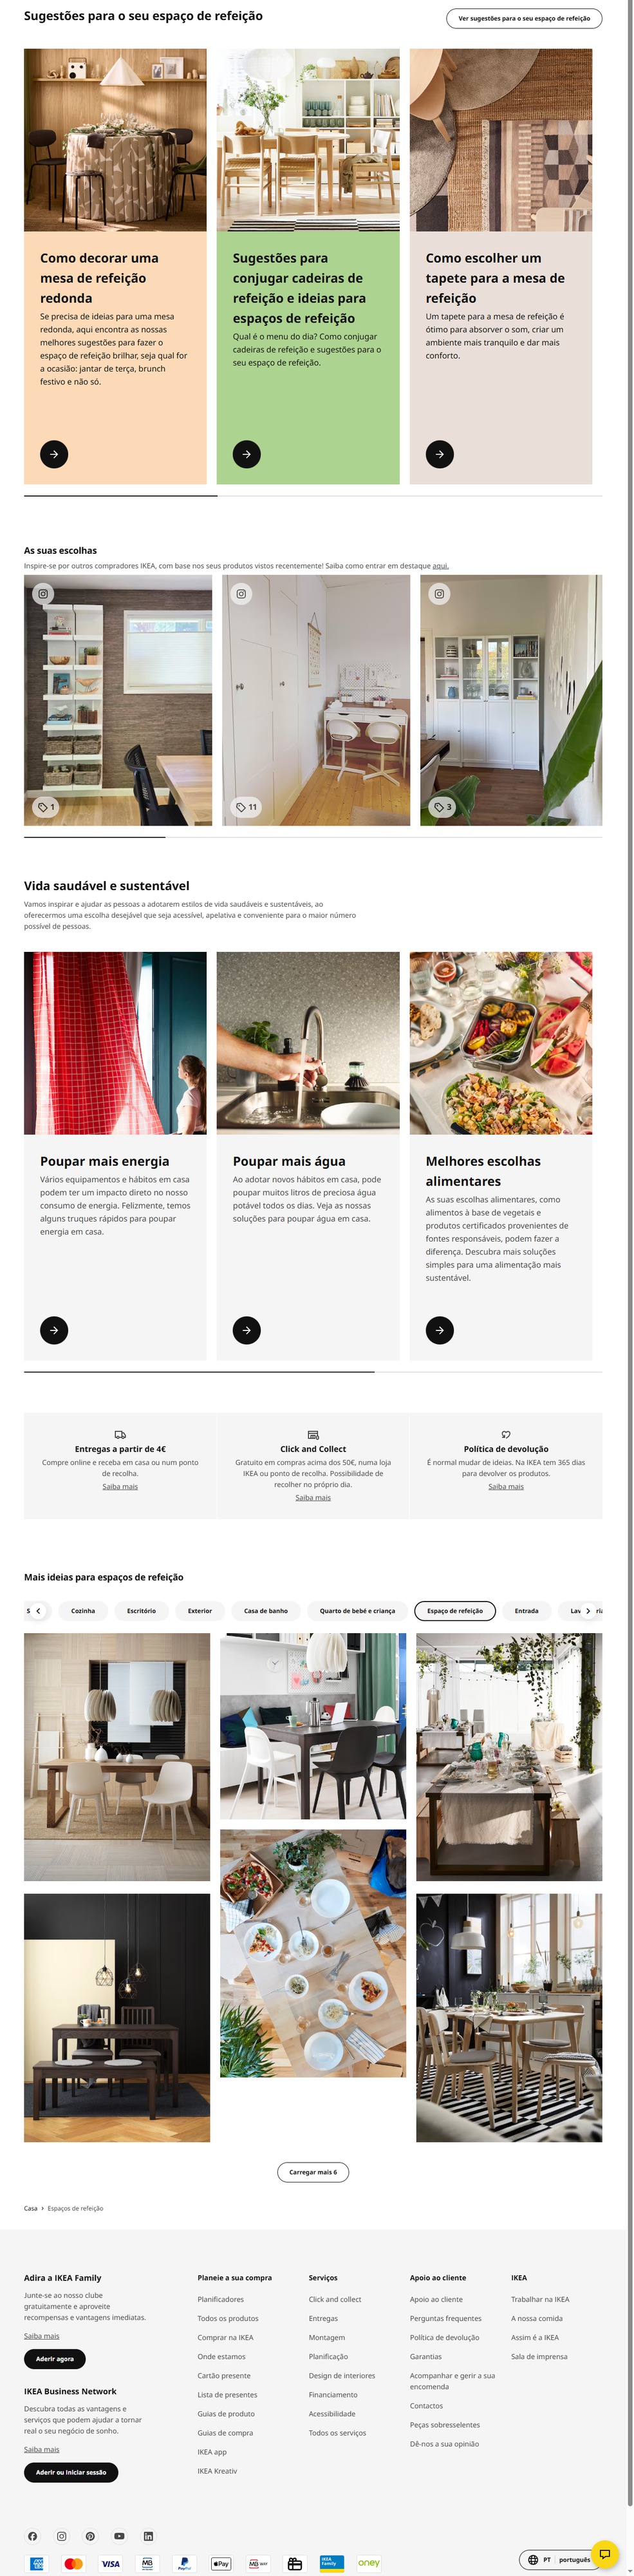 Sugestões para o seu espaço de refeição
Ver sugestões para o seu espaço de refeição
Como decorar uma
mesa de refeição
redonda
Se precisa de ideias para uma mesa
redonda, aqui encontra as nossas
melhores sugestões para fazer o
espaço de refeição brilhar, seja qual for
a ocasião: jantar de terça, brunch
festivo e não só.
Sugestões para
conjugar cadeiras de
refeição e ideias para
espaços de refeição
Qual é o menu do dia? Como conjugar
cadeiras de refeição e sugestões para o
seu espaço de refeição.
Como escolher um
tapete para a mesa de
refeição
Um tapete para a mesa de refeição é
ótimo para absorver o som, criar um
ambiente mais tranquilo e dar mais
conforto.
As suas escolhas
Inspire-se por outros compradores IKEA, com base nos seus produtos vistos recentemente! Saiba como entrar em destaque aqui.
1
11
3
Vida saudável e sustentável
Vamos inspirar e ajudar as pessoas a adotarem estilos de vida saudáveis e sustentáveis, ao
oferecermos uma escolha desejável que seja acessível, apelativa e conveniente para o maior número
possível de pessoas.
Poupar mais energia
Vários equipamentos e hábitos em casa
podem ter um impacto direto no nosso
consumo de energia. Felizmente, temos
alguns truques rápidos para poupar
energia em casa.
Poupar mais água
Ao adotar novos hábitos em casa, pode
poupar muitos litros de preciosa água
potável todos os dias. Veja as nossas
soluções para poupar água em casa.
Melhores escolhas
alimentares
As suas escolhas alimentares, como
alimentos à base de vegetais e
produtos certificados provenientes de
fontes responsáveis, podem fazer a
diferença. Descubra mais soluções
simples para uma alimentação mais
sustentável.
Entregas a partir de 4€
Compre online e receba em casa ou num ponto
de recolha.
Saiba mais
Click and Collect
Gratuito em compras acima dos 50€, numa loja
IKEA ou ponto de recolha. Possibilidade de
recolher no próprio dia.
Saiba mais
Política de devolução
É normal mudar de ideias. Na IKEA tem 365 dias
para devolver os produtos.
Saiba mais
Mais ideias para espaços de refeição
Cozinha
Escritório
Exterior
Casa de banho
Quarto de bebé e criança
Espaço de refeição
Entrada
Carregar mais 6
Casa › Espaços de refeição
Adira a IKEA Family
Junte-se ao nosso clube
gratuitamente e aproveite
recompensas e vantagens imediatas.
Saiba mais
Aderir agora
IKEA Business Network
Descubra todas as vantagens e
serviços que podem ajudar a tornar
real o seu negócio de sonho.
Saiba mais
Aderir ou Iniciar sessão
Planeie a sua compra
Planificadores
Todos os produtos
Comprar na IKEA
Onde estamos
Cartão presente
Lista de presentes
Guias de produto
Guias de compra
IKEA app
IKEA Kreativ
Serviços
Click and collect
Entregas
Montagem
Planificação
Design de interiores
Financiamento
Acessibilidade
Todos os serviços
Apoio ao cliente
Apoio ao cliente
Perguntas frequentes
Política de devolução
Garantias
Acompanhar e gerir a sua
encomenda
Contactos
Peças sobresselentes
Dê-nos a sua opinião
IKEA
Trabalhar na IKEA
A nossa comida
Assim é a IKEA
Sala de imprensa
VISA
MB
PayPal
Pay
MB WAY
IKEA
Family
oney
PT
português